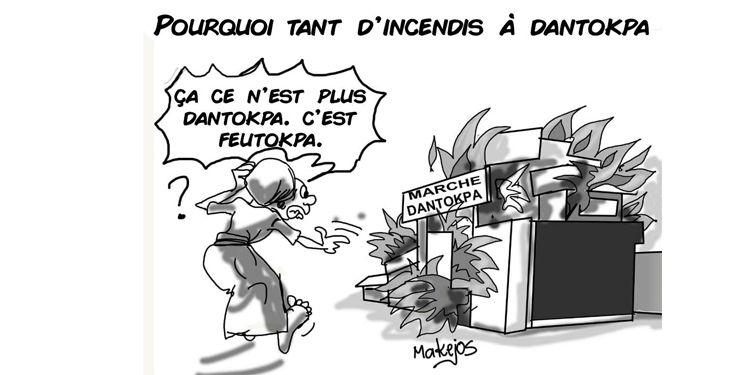 POURQUOI TANT D'INCENDIS À DANTOKPA
ÇA CE N'EST PLUS
DANTOKPA. C'EST
FEUTOKPA.
?
MARCHE
DANTOKPA
Makejos